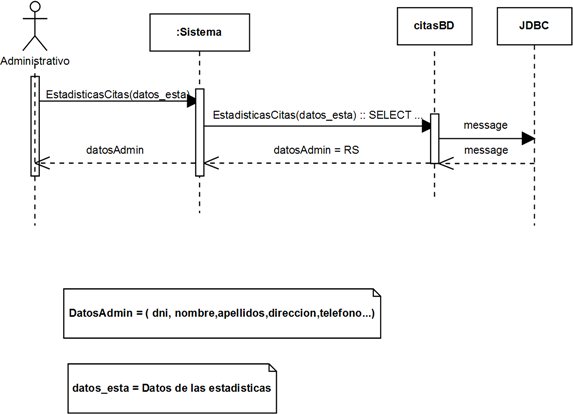 :Sistema
citasBD
JDBC
Administrativo
EstadisticasCitas(datos_esta)
EstadisticasCitas(datos_esta) :: SELECT ...
message
datosAdmin
datosAdmin = RS
message
DatosAdmin = ( dni, nombre,apellidos,direccion,telefono...)
datos_esta = Datos de las estadisticas